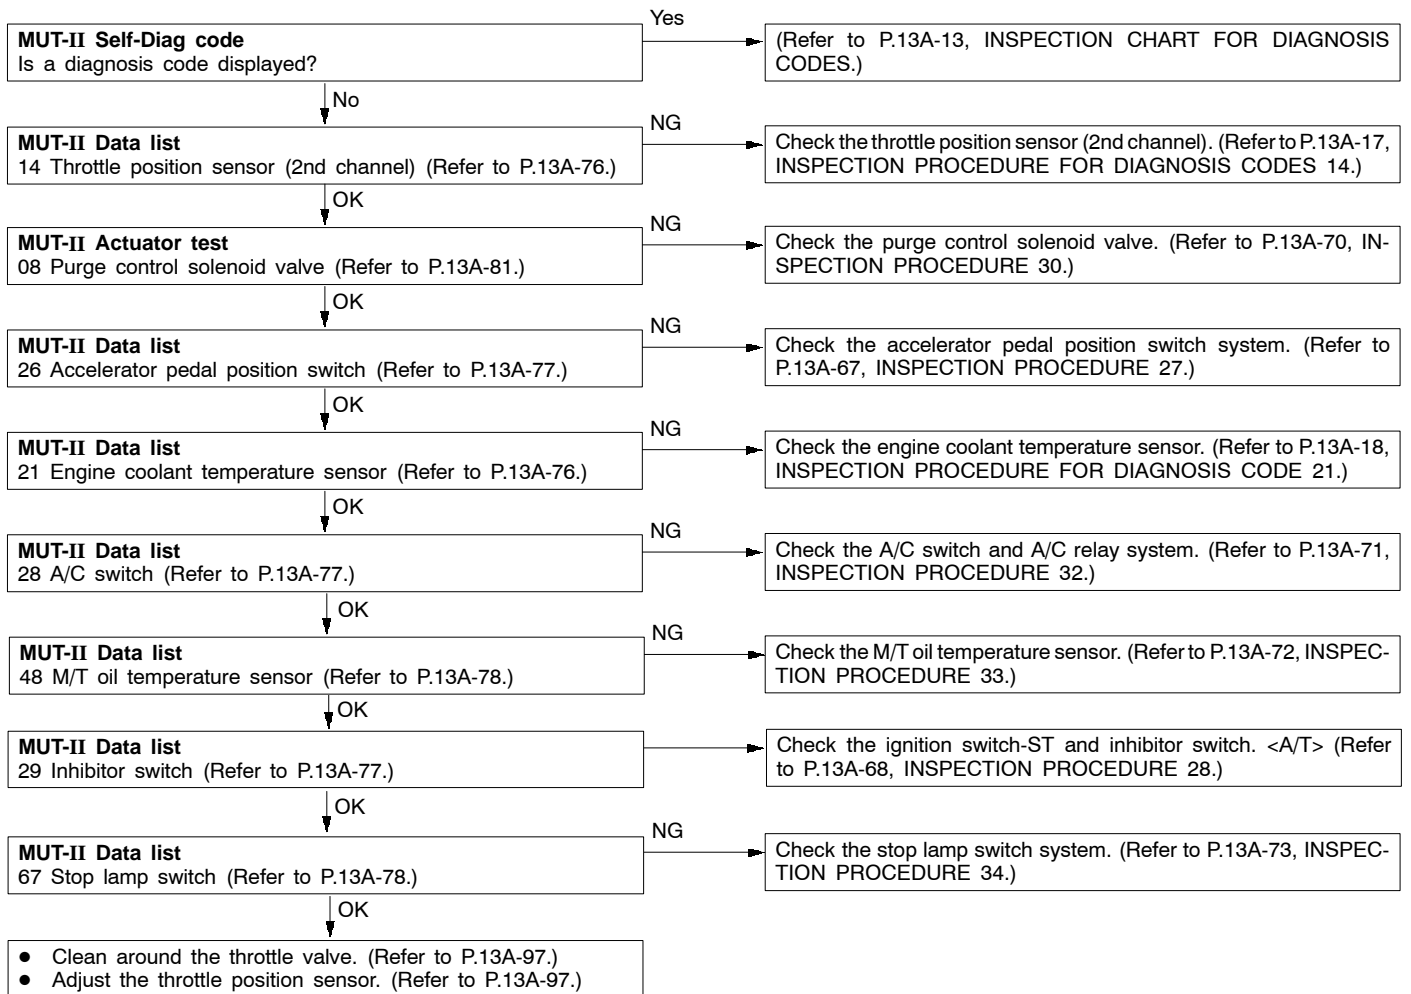 Yes
MUT-II Self-Diag code
Is a diagnosis code displayed?
(Refer to P.13A-13, INSPECTION CHART FOR DIAGNOSIS
CODES.)
No
NG
MUT-II Data list
14 Throttle position sensor (2nd channel) (Refer to P.13A-76.)
Check the throttle position sensor (2nd channel). (Refer to P.13A-17,
INSPECTION PROCEDURE FOR DIAGNOSIS CODES 14.)
OK
NG
MUT-II Actuator test
08 Purge control solenoid valve (Refer to P.13A-81.)
Check the purge control solenoid valve. (Refer to P.13A-70, IN-
SPECTION PROCEDURE 30.)
OK
NG
MUT-II Data list
26 Accelerator pedal position switch (Refer to P.13A-77.)
Check the accelerator pedal position switch system. (Refer to
P.13A-67, INSPECTION PROCEDURE 27.)
OK
NG
MUT-II Data list
21 Engine coolant temperature sensor (Refer to P.13A-76.)
Check the engine coolant temperature sensor. (Refer to P.13A-18,
INSPECTION PROCEDURE FOR DIAGNOSIS CODE 21.)
OK
NG
MUT-II Data list
28 A/C switch (Refer to P.13A-77.)
Check the A/C switch and A/C relay system. (Refer to P.13A-71,
INSPECTION PROCEDURE 32.)
OK
NG
MUT-II Data list
48 M/T oil temperature sensor (Refer to P.13A-78.)
Check the M/T oil temperature sensor. (Refer to P.13A-72, INSPEC-
TION PROCEDURE 33.)
OK
MUT-II Data list
29 Inhibitor switch (Refer to P.13A-77.)
Check the ignition switch-ST and inhibitor switch. <A/T> (Refer
to P.13A-68, INSPECTION PROCEDURE 28.)
OK
NG
MUT-II Data list
67 Stop lamp switch (Refer to P.13A-78.)
Check the stop lamp switch system. (Refer to P.13A-73, INSPEC-
TION PROCEDURE 34.)
OK
● Clean around the throttle valve. (Refer to P.13A-97.)
● Adjust the throttle position sensor. (Refer to P.13A-97.)